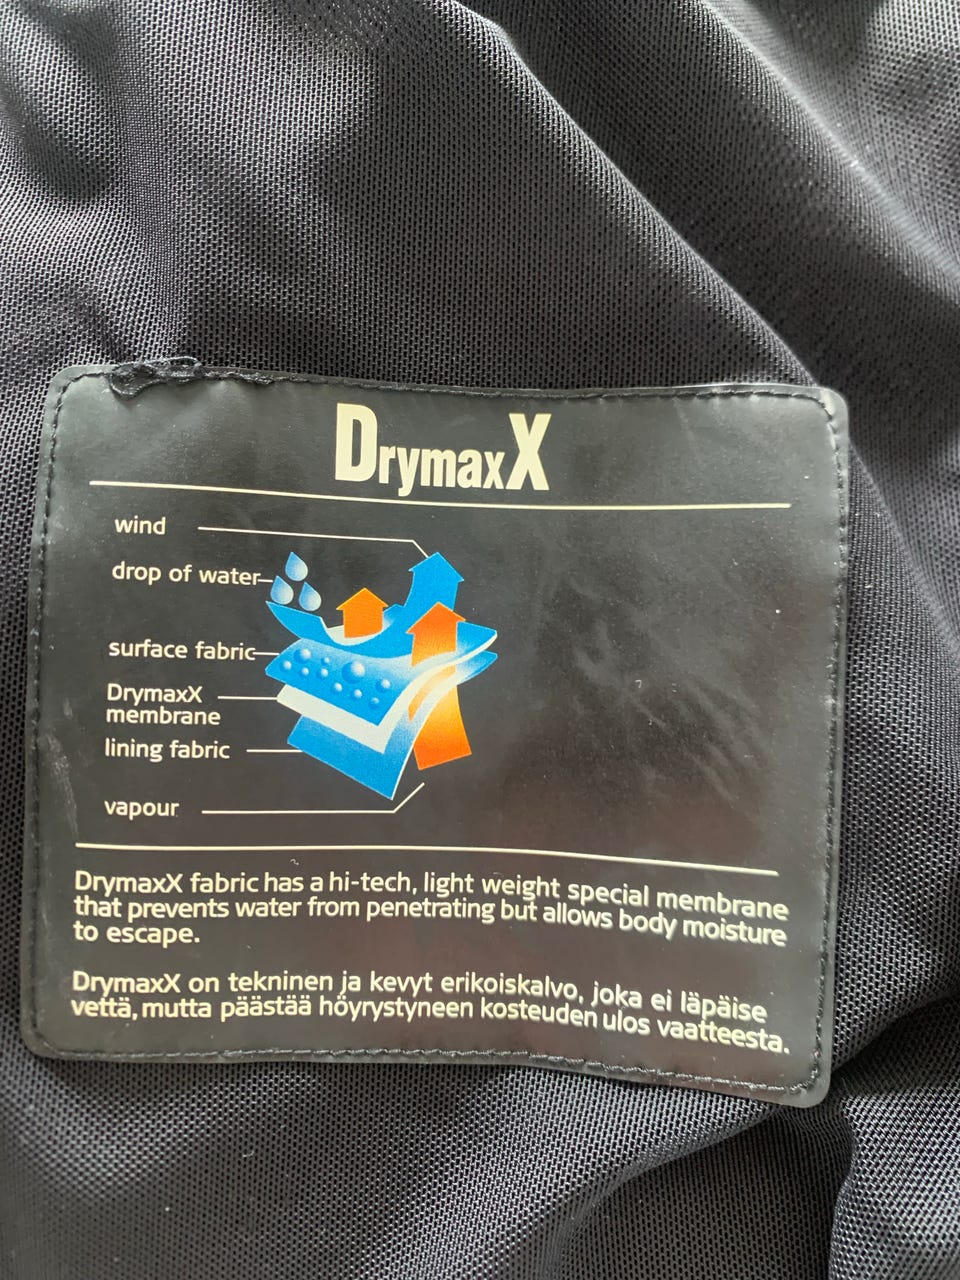 DrymaxX
wind
drop of water
surface fabric
DrymaxX
membrane
lining fabric
vapour
DrymaxX fabric has a hi-tech, light weight special membrane
that prevents water from penetrating but allows body moisture
to escape.
DrymaxX on tekninen ja kevyt erikoiskalvo, joka ei läpäise
vettä, mutta päästää höyrystyneen kosteuden ulos vaatteesta.